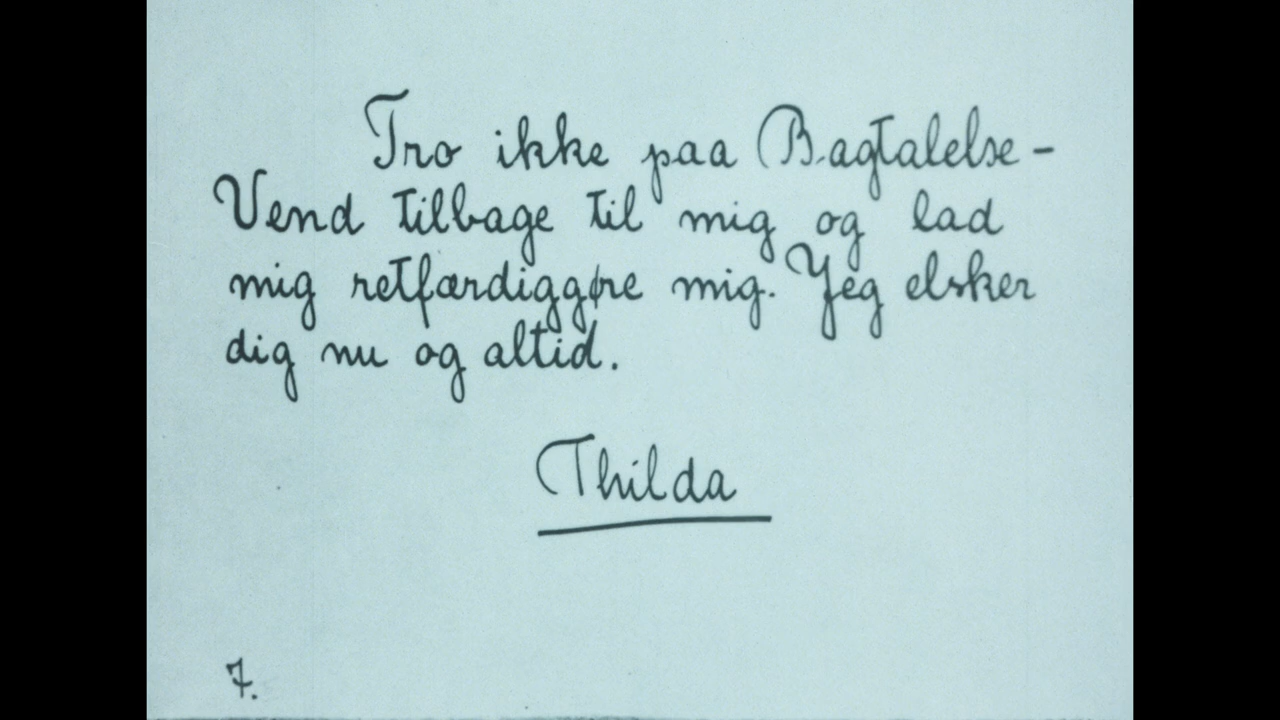 Tro ikke paa Bagtalelse -
Vend tilbage til mig og lad
mig retfærdiggøre mig. Jeg elsker
dig nu og altid.
Thilda
7.